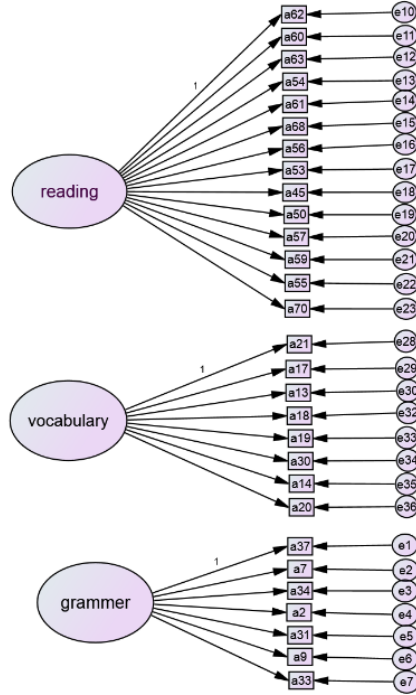 a62 e10
a60 e11
1 a63 e12
a54 e13
a61 e14
a68 e15
a56 e16
a53 e17
reading a45 e18
a50 e19
a57 e20
a59 e21
a55 e22
a70 e23
a21 e28
1 a17 e29
a13 e30
vocabulary a18 e32
a19 e33
a30 e34
a14 e35
a20 e36
a37 e1
1 a7 e2
a34 e3
grammer a2 e4
a31 e5
a9 e6
a33 e7